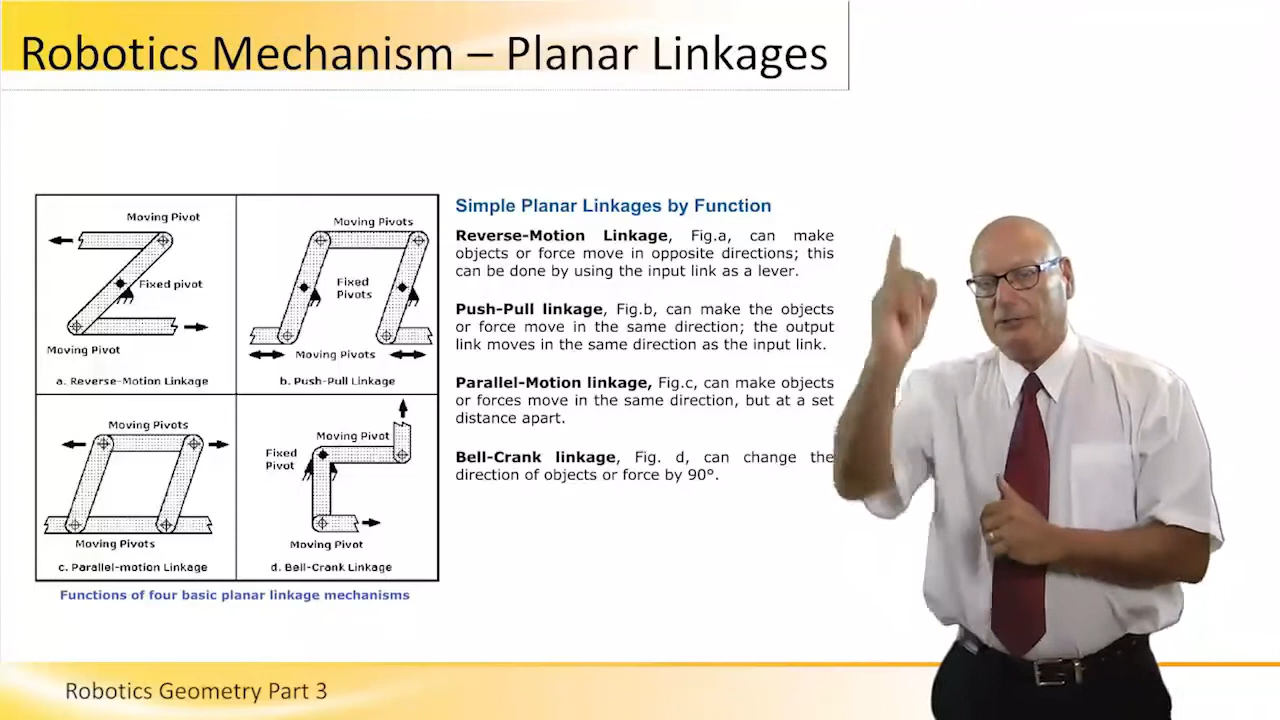 Robotics Mechanism – Planar Linkages
Moving Pivot
Fixed pivot
Moving Pivot
a. Reverse-Motion Linkage
Moving Pivots
Fixed
Pivots
Moving Pivots
b. Push-Pull Linkage
Moving Pivots
Moving Pivots
c. Parallel-motion Linkage
Moving Pivot
Fixed
Pivot
Moving Pivot
d. Bell-Crank Linkage
Functions of four basic planar linkage mechanisms
Simple Planar Linkages by Function
Reverse-Motion Linkage, Fig.a, can make
objects or force move in opposite directions; this
can be done by using the input link as a lever.
Push-Pull linkage, Fig.b, can make the objects
or force move in the same direction; the output
link moves in the same direction as the input link.
Parallel-Motion linkage, Fig.c, can make objects
or forces move in the same direction, but at a set
distance apart.
Bell-Crank linkage, Fig. d, can change the
direction of objects or force by 90°.
Robotics Geometry Part 3